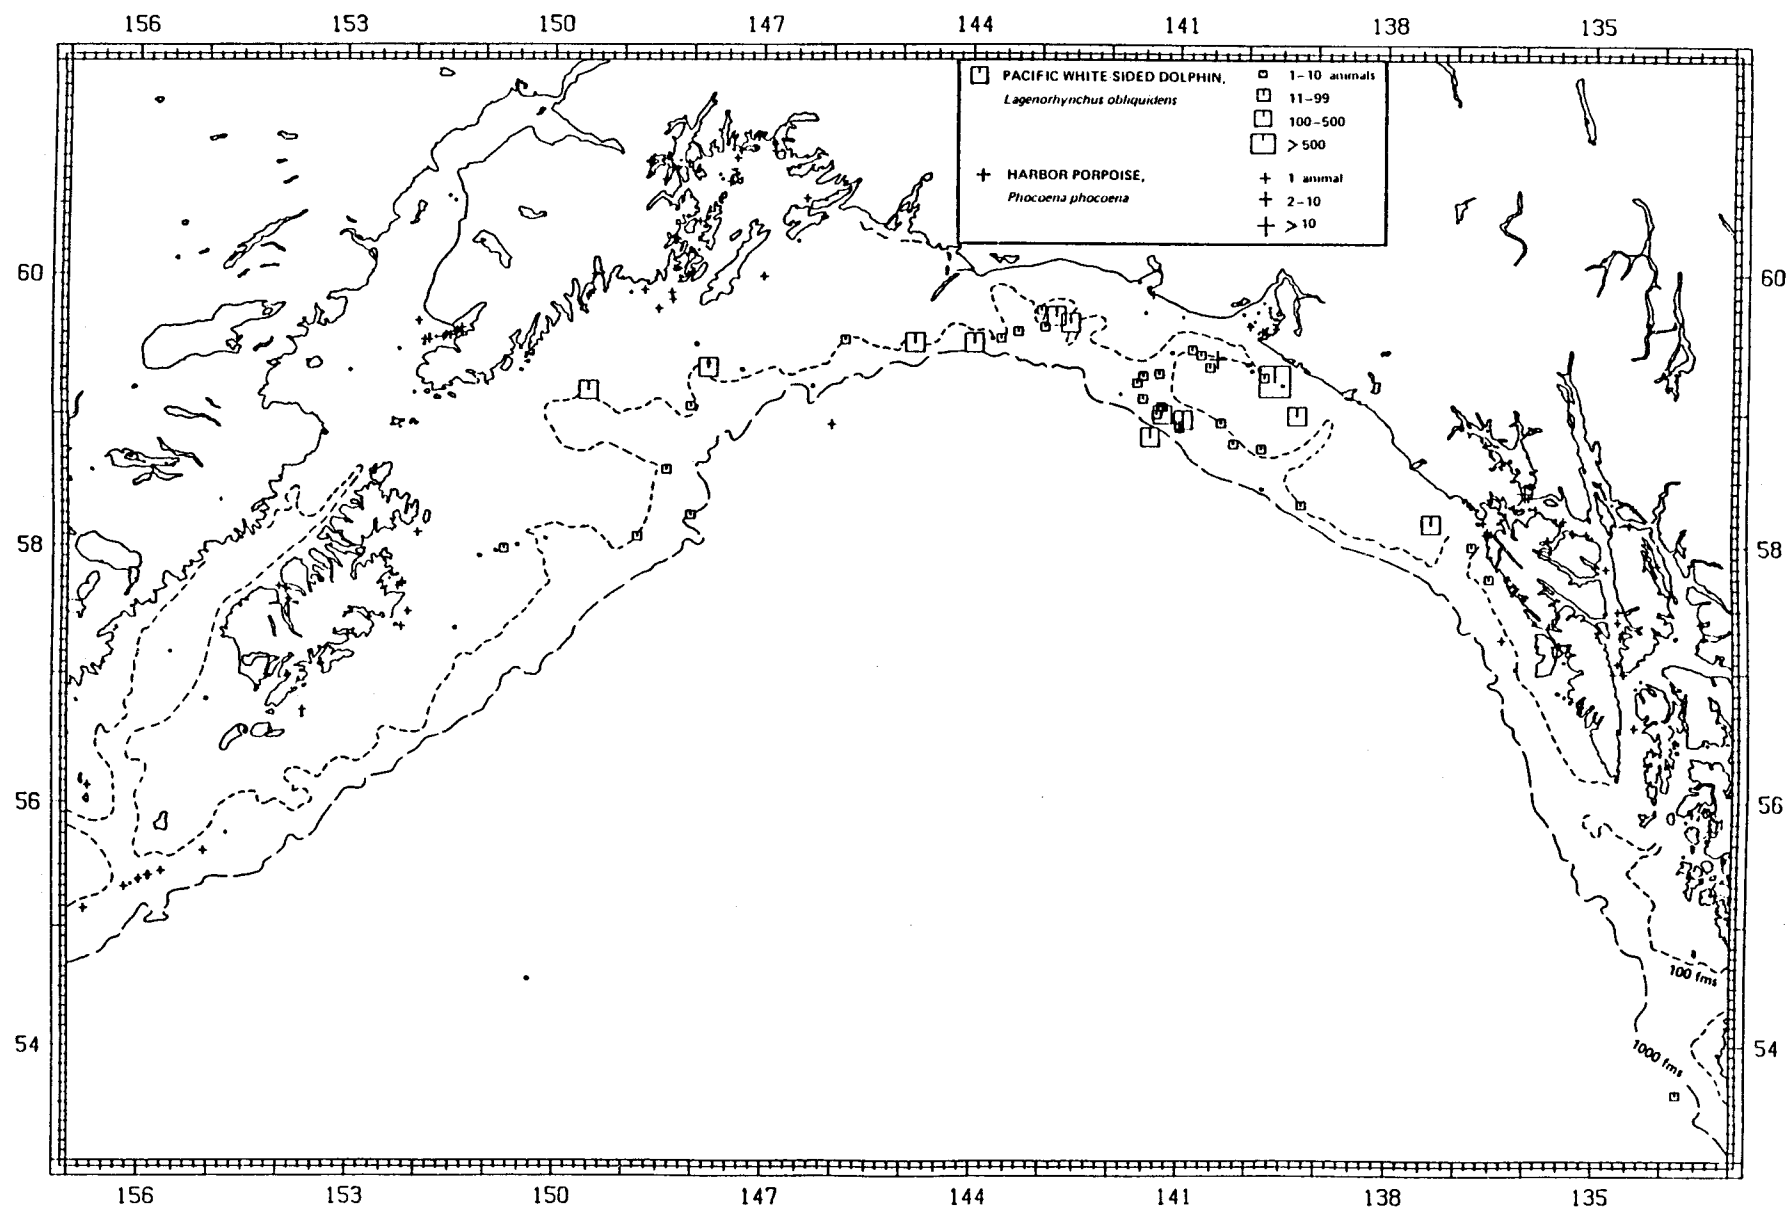 156 153 150 147 144 141 138 135
PACIFIC WHITE SIDED DOLPHIN,
Lagenorhynchus obliquidens
1-10 animals
11-99
100-500
> 500
HARBOR PORPOISE,
Phocoena phocoena
1 animal
2-10
> 10
60 60
58 58
56 56
100 fms
54 54
1000 fms
156 153 150 147 144 141 138 135